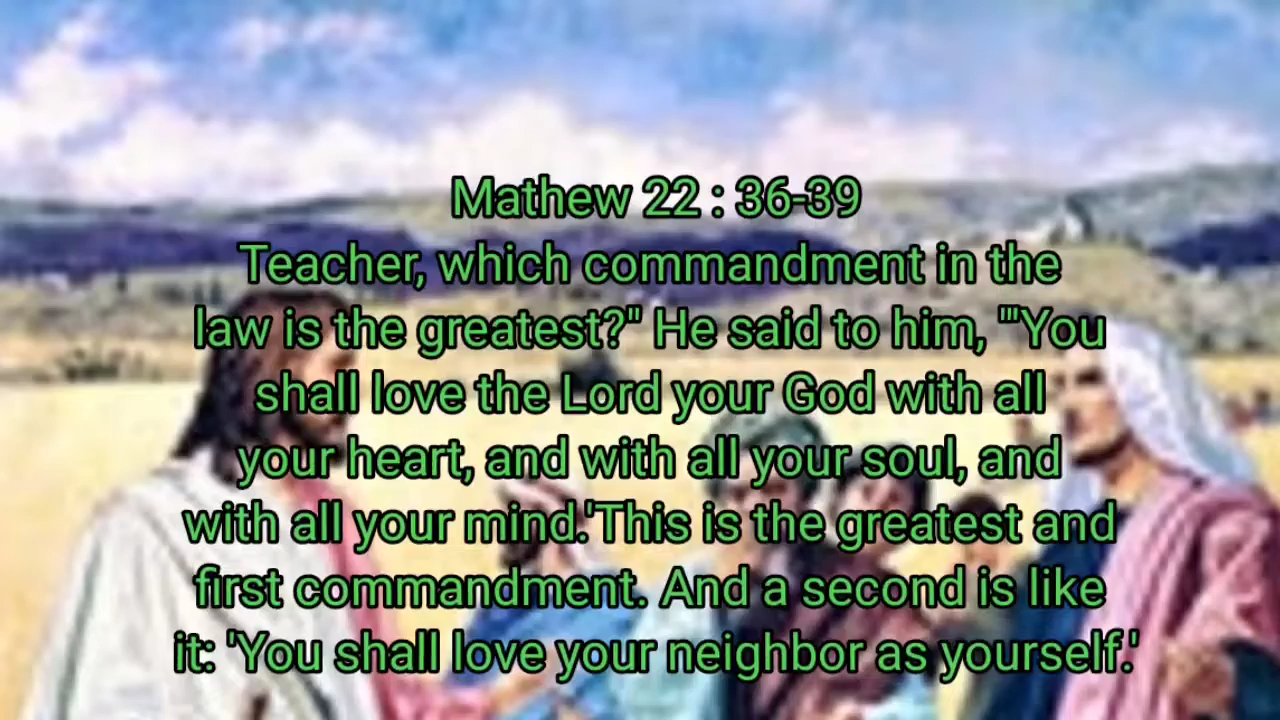 Mathew 22 : 36-39
Teacher, which commandment in the
law is the greatest?" He said to him, "'You
shall love the Lord your God with all
your heart, and with all your soul, and
with all your mind.'This is the greatest and
first commandment. And a second is like
it: 'You shall love your neighbor as yourself.'